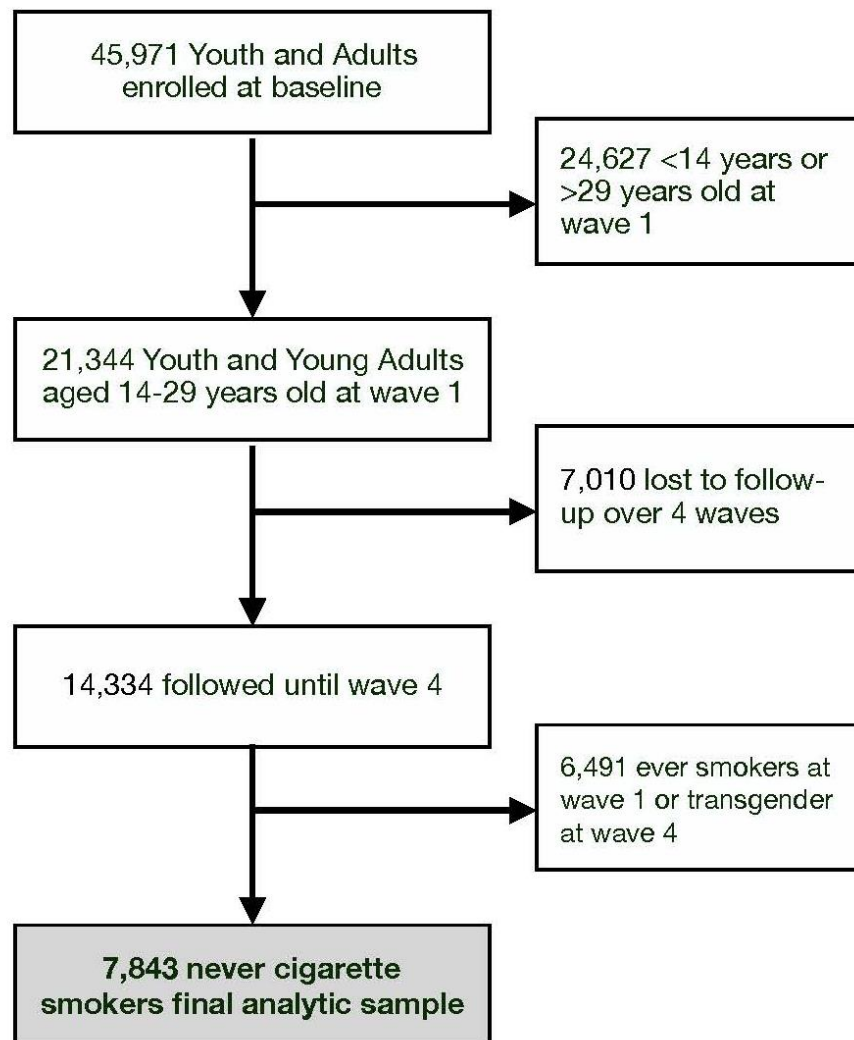 45,971 Youth and Adults
enrolled at baseline
24,627 <14 years or
>29 years old at
wave 1
21,344 Youth and Young Adults
aged 14-29 years old at wave 1
7,010 lost to follow-
up over 4 waves
14,334 followed until wave 4
6,491 ever smokers at
wave 1 or transgender
at wave 4
7,843 never cigarette
smokers final analytic sample